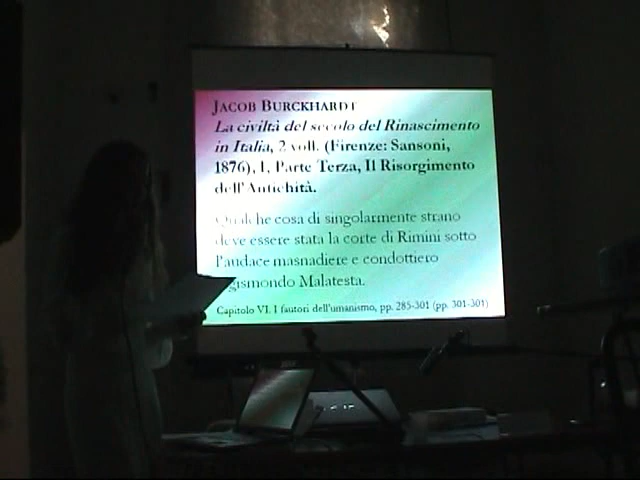 JACOB BURCKHARDT
La civiltà del secolo del Rinascimento
in Italia, 2 voll. (Firenze: Sansoni,
1876), I, Parte Terza, Il Risorgimento
dell'Antichità.
Qualche cosa di singolarmente strano
deve essere stata la corte di Rimini sotto
l'audace masnadiere e condottiero
gismondo Malatesta.
Capitolo VI. I fautori dell'umanismo, pp. 285-301 (pp. 301-301)